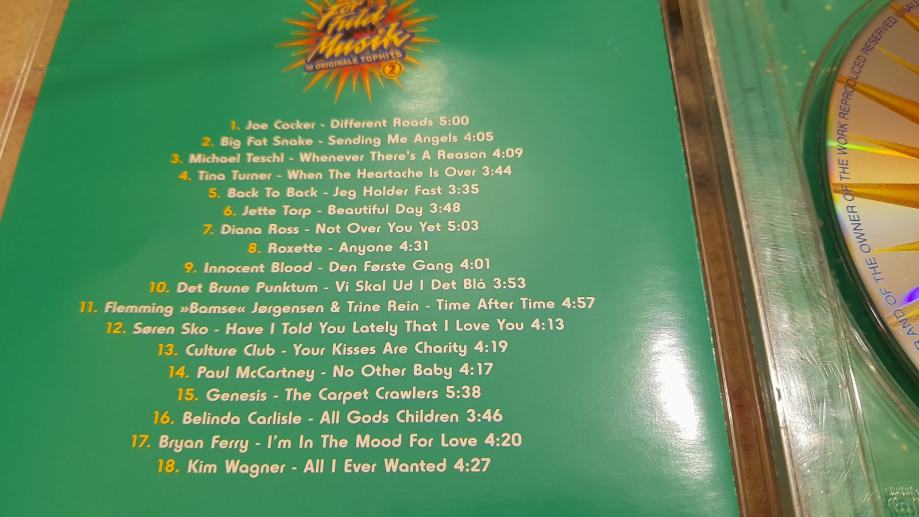 For
Fuld
Musik
18 ORIGINALE TOPHITS
2
1. Joe Cocker - Different Roads 5:00
2. Big Fat Snake - Sending Me Angels 4:05
3. Michael Teschl - Whenever There's A Reason 4:09
4. Tina Turner - When The Heartache Is Over 3:44
5. Back To Back - Jeg Holder Fast 3:35
6. Jette Torp - Beautiful Day 3:48
7. Diana Ross - Not Over You Yet 5:03
8. Roxette - Anyone 4:31
9. Innocent Blood - Den Første Gang 4:01
10. Det Brune Punktum - Vi Skal Ud I Det Blå 3:53
11. Flemming »Bamse« Jørgensen & Trine Rein - Time After Time 4:57
12. Søren Sko - Have I Told You Lately That I Love You 4:13
13. Culture Club - Your Kisses Are Charity 4:19
14. Paul McCartney - No Other Baby 4:17
15. Genesis - The Carpet Crawlers 5:38
16. Belinda Carlisle - All Gods Children 3:46
17. Bryan Ferry - I'm In The Mood For Love 4:20
18. Kim Wagner - All I Ever Wanted 4:27
AND OF THE OWNER OF THE WORK REPRODUCED RESERVED